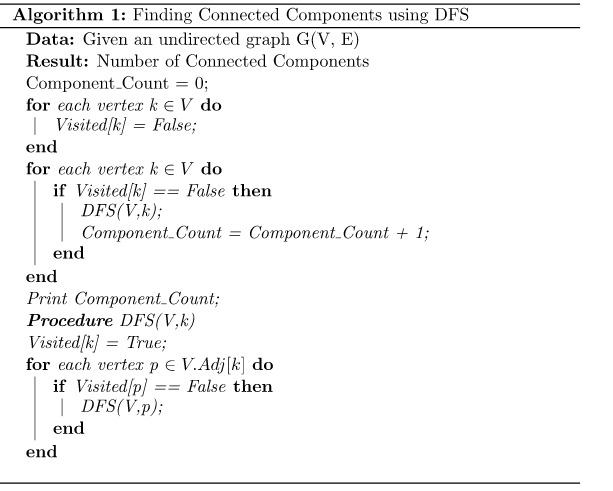 Algorithm 1: Finding Connected Components using DFS
Data: Given an undirected graph G(V, E)
Result: Number of Connected Components
Component_Count = 0;
for each vertex k ∈ V do
Visited[k] = False;
end
for each vertex k ∈ V do
if Visited[k] == False then
DFS(V,k);
Component_Count = Component_Count + 1;
end
end
Print Component_Count;
Procedure DFS(V,k)
Visited[k] = True;
for each vertex p ∈ V.Adj[k] do
if Visited[p] == False then
DFS(V,p);
end
end